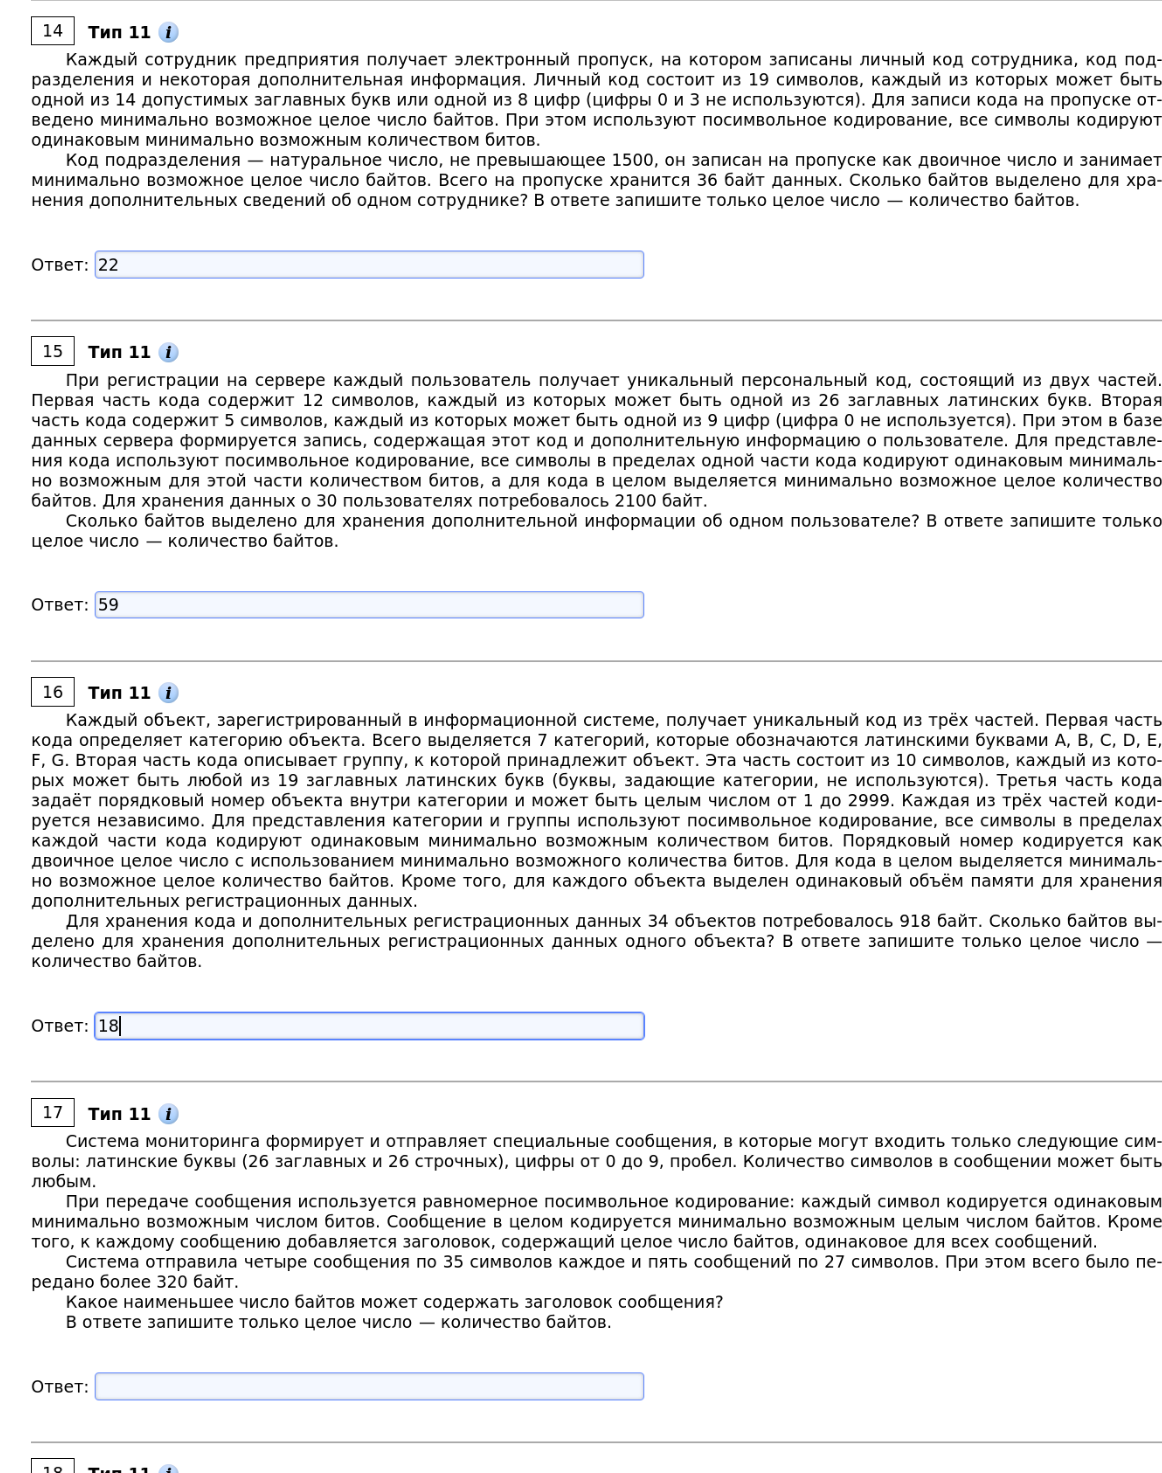 14 Тип 11 i
Каждый сотрудник предприятия получает электронный пропуск, на котором записаны личный код сотрудника, код под-
разделения и некоторая дополнительная информация. Личный код состоит из 19 символов, каждый из которых может быть
одной из 14 допустимых заглавных букв или одной из 8 цифр (цифры 0 и 3 не используются). Для записи кода на пропуске от-
ведено минимально возможное целое число байтов. При этом используют посимвольное кодирование, все символы кодируют
одинаковым минимально возможным количеством битов.
Код подразделения — натуральное число, не превышающее 1500, он записан на пропуске как двоичное число и занимает
минимально возможное целое число байтов. Всего на пропуске хранится 36 байт данных. Сколько байтов выделено для хра-
нения дополнительных сведений об одном сотруднике? В ответе запишите только целое число — количество байтов.
Ответ: 22
15 Тип 11 i
При регистрации на сервере каждый пользователь получает уникальный персональный код, состоящий из двух частей.
Первая часть кода содержит 12 символов, каждый из которых может быть одной из 26 заглавных латинских букв. Вторая
часть кода содержит 5 символов, каждый из которых может быть одной из 9 цифр (цифра 0 не используется). При этом в базе
данных сервера формируется запись, содержащая этот код и дополнительную информацию о пользователе. Для представле-
ния кода используют посимвольное кодирование, все символы в пределах одной части кода кодируют одинаковым минималь-
но возможным для этой части количеством битов, а для кода в целом выделяется минимально возможное целое количество
байтов. Для хранения данных о 30 пользователях потребовалось 2100 байт.
Сколько байтов выделено для хранения дополнительной информации об одном пользователе? В ответе запишите только
целое число — количество байтов.
Ответ: 59
16 Тип 11 i
Каждый объект, зарегистрированный в информационной системе, получает уникальный код из трёх частей. Первая часть
кода определяет категорию объекта. Всего выделяется 7 категорий, которые обозначаются латинскими буквами A, B, C, D, E,
F, G. Вторая часть кода описывает группу, к которой принадлежит объект. Эта часть состоит из 10 символов, каждый из кото-
рых может быть любой из 19 заглавных латинских букв (буквы, задающие категории, не используются). Третья часть кода
задаёт порядковый номер объекта внутри категории и может быть целым числом от 1 до 2999. Каждая из трёх частей коди-
руется независимо. Для представления категории и группы используют посимвольное кодирование, все символы в пределах
каждой части кода кодируют одинаковым минимально возможным количеством битов. Порядковый номер кодируется как
двоичное целое число с использованием минимально возможного количества битов. Для кода в целом выделяется минималь-
но возможное целое количество байтов. Кроме того, для каждого объекта выделен одинаковый объём памяти для хранения
дополнительных регистрационных данных.
Для хранения кода и дополнительных регистрационных данных 34 объектов потребовалось 918 байт. Сколько байтов вы-
делено для хранения дополнительных регистрационных данных одного объекта? В ответе запишите только целое число —
количество байтов.
Ответ: 18
17 Тип 11 i
Система мониторинга формирует и отправляет специальные сообщения, в которые могут входить только следующие сим-
волы: латинские буквы (26 заглавных и 26 строчных), цифры от 0 до 9, пробел. Количество символов в сообщении может быть
любым.
При передаче сообщения используется равномерное посимвольное кодирование: каждый символ кодируется одинаковым
минимально возможным числом битов. Сообщение в целом кодируется минимально возможным целым числом байтов. Кроме
того, к каждому сообщению добавляется заголовок, содержащий целое число байтов, одинаковое для всех сообщений.
Система отправила четыре сообщения по 35 символов каждое и пять сообщений по 27 символов. При этом всего было пе-
редано более 320 байт.
Какое наименьшее число байтов может содержать заголовок сообщения?
В ответе запишите только целое число — количество байтов.
Ответ:
18 Тип 11 i